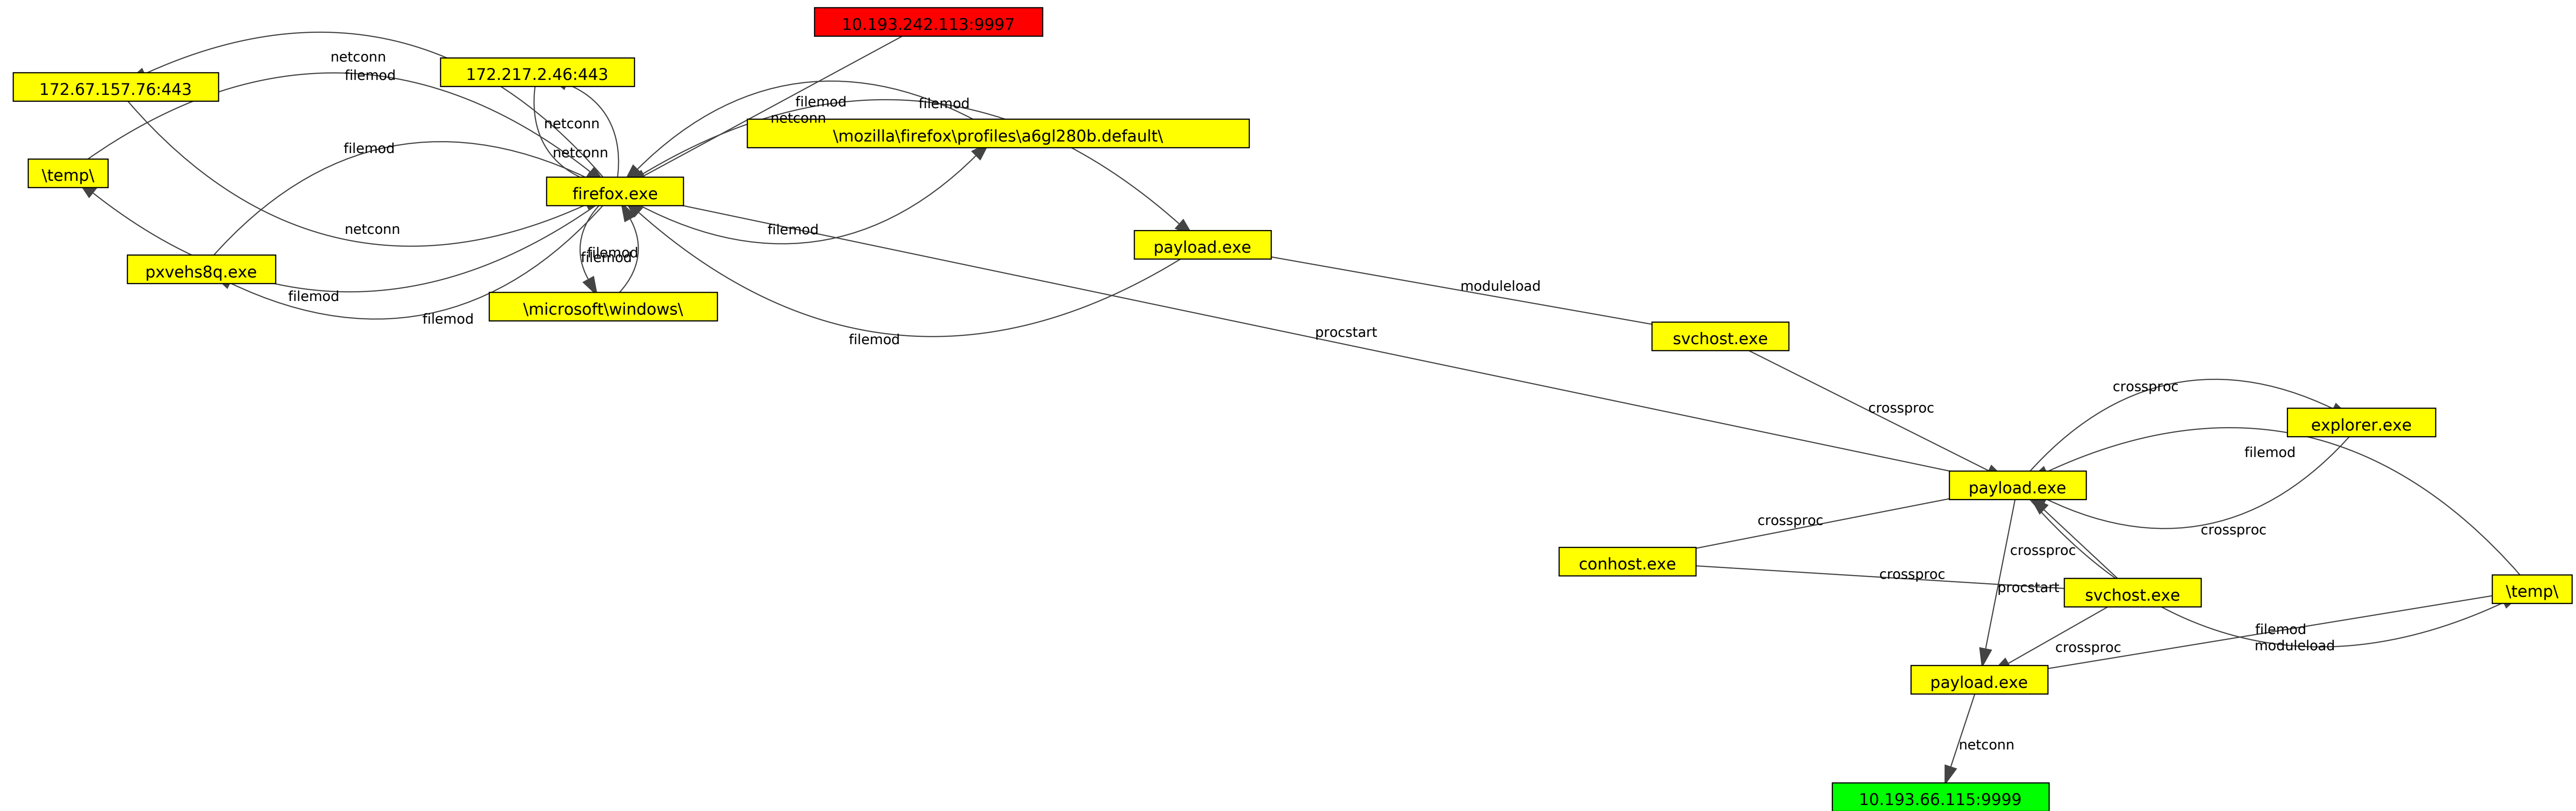 10.193.242.113:9997
netconn
172.217.2.46:443
filemod
172.67.157.76:443
filemod
filemod
netconn
netconn
\mozilla\firefox\profiles\a6gl280b.default\
filemod
netconn
\temp\
firefox.exe
netconn
filemod
payload.exe
filemod
filemod
pxvehs8q.exe
moduleload
filemod
\microsoft\windows\
filemod
procstart
filemod
svchost.exe
crossproc
crossproc
explorer.exe
filemod
payload.exe
crossproc
crossproc
crossproc
conhost.exe
crossproc
procstart
svchost.exe
\temp\
filemod
moduleload
crossproc
payload.exe
netconn
10.193.66.115:9999